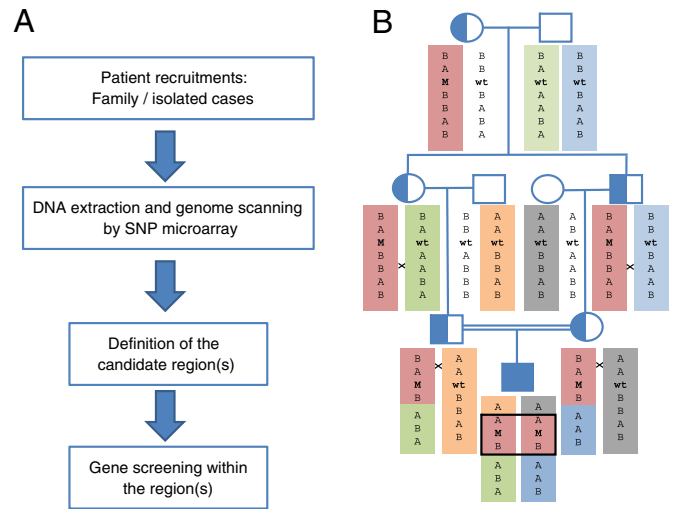 A
Patient recruitments:
Family / isolated cases
DNA extraction and genome scanning
by SNP microarray
Definition of the
candidate region(s)
Gene screening within
the region(s)
B
B B B B
A B A B
M wt wt wt
B B A A
B A A A
A B B A
B A A B
B B B A A B B B
A A B A A A A B
M wt wt wt wt wt M wt
B A A B B A B A
B x A B B B B B x A
A B A A A B A A
B A B B B B B B
B x A
A A
M wt
B B
A B
B A
A B
B x A
A A
M wt
B B
A B
A A
B B
A A
A A
M M
B B
A A
B A
A B